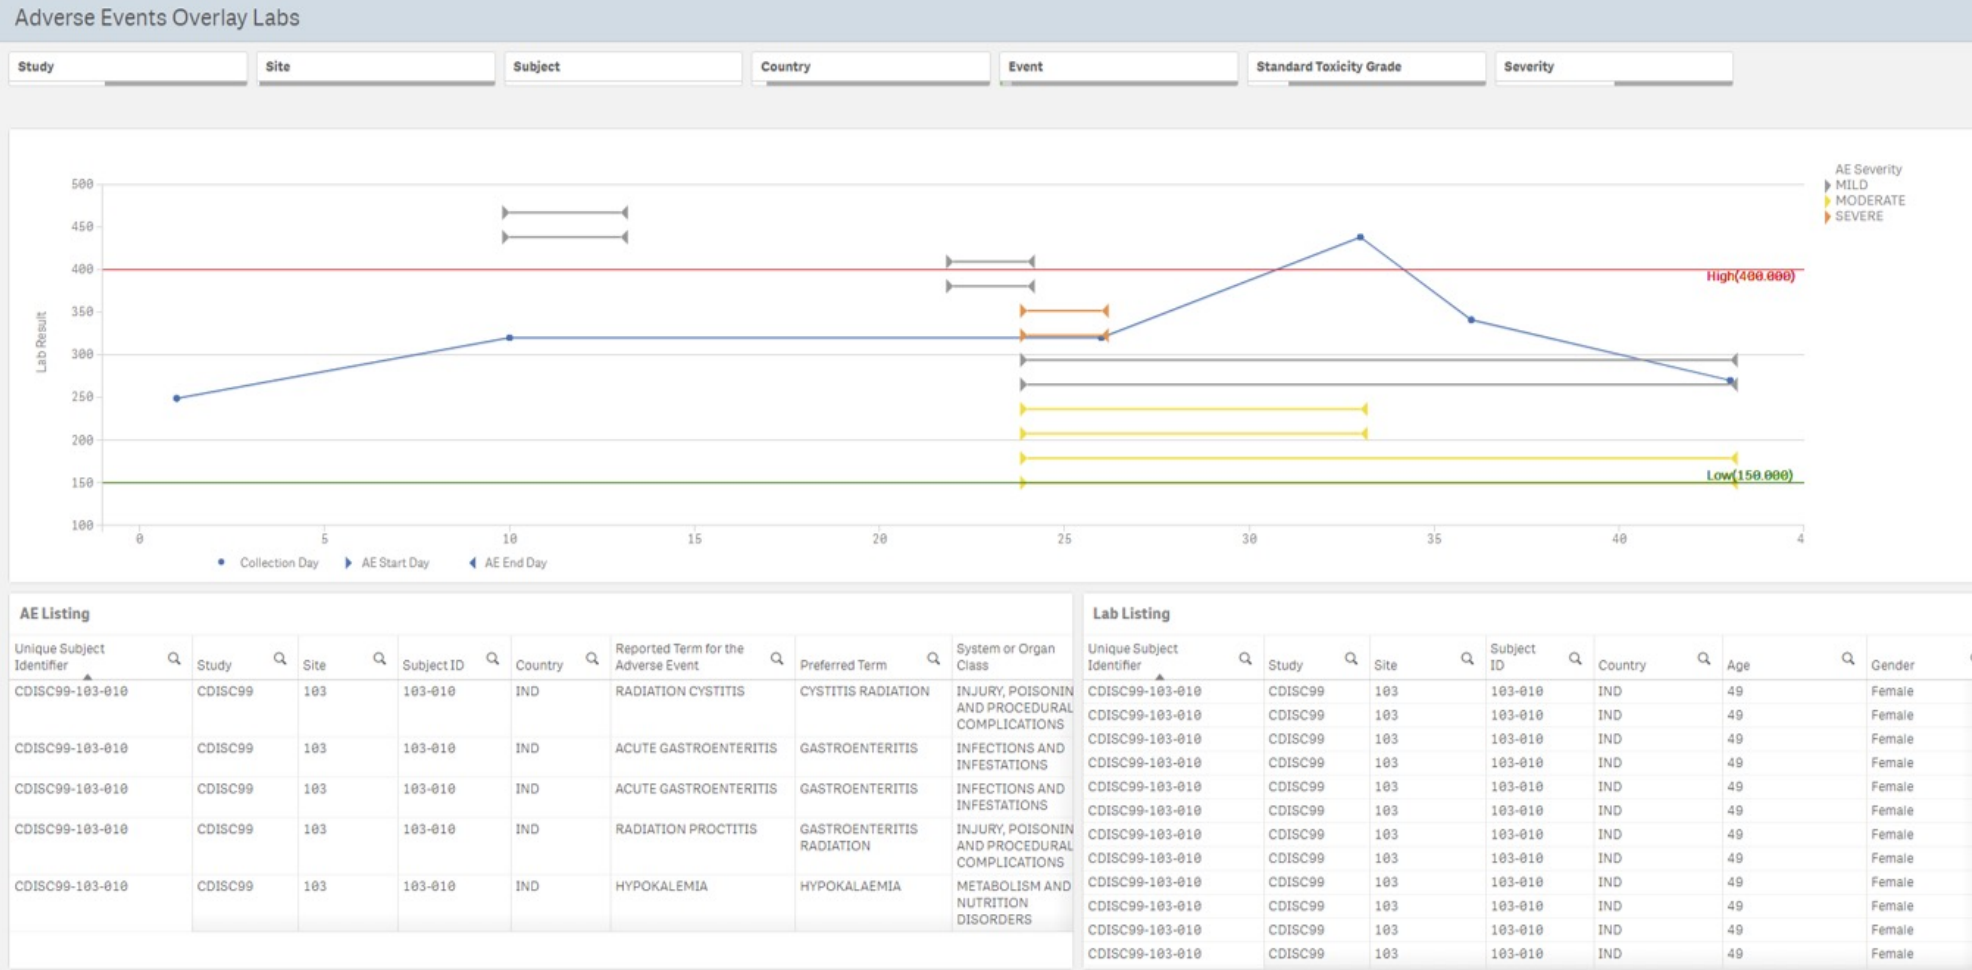 Adverse Events Overlay Labs
Study Site Subject Country Event Standard Toxicity Grade Severity
AE Severity
MILD
MODERATE
SEVERE
500
450
400
350
300
250
200
150
100
Lab Result
High(400.000)
Low(150.000)
0 5 10 15 20 25 30 35 40 4
Collection Day AE Start Day AE End Day
AE Listing
Unique Subject Identifier Study Site Subject ID Country Reported Term for the Adverse Event Preferred Term System or Organ Class
CDISC99-103-010 CDISC99 103 103-010 IND RADIATION CYSTITIS CYSTITIS RADIATION INJURY, POISONIN
AND PROCEDURAL
COMPLICATIONS
CDISC99-103-010 CDISC99 103 103-010 IND ACUTE GASTROENTERITIS GASTROENTERITIS INFECTIONS AND
INFESTATIONS
CDISC99-103-010 CDISC99 103 103-010 IND ACUTE GASTROENTERITIS GASTROENTERITIS INFECTIONS AND
INFESTATIONS
CDISC99-103-010 CDISC99 103 103-010 IND RADIATION PROCTITIS GASTROENTERITIS INJURY, POISONIN
RADIATION AND PROCEDURAL
COMPLICATIONS
CDISC99-103-010 CDISC99 103 103-010 IND HYPOKALEMIA HYPOKALAEMIA METABOLISM AND
NUTRITION
DISORDERS
Lab Listing
Unique Subject Identifier Study Site Subject ID Country Age Gender
CDISC99-103-010 CDISC99 103 103-010 IND 49 Female
CDISC99-103-010 CDISC99 103 103-010 IND 49 Female
CDISC99-103-010 CDISC99 103 103-010 IND 49 Female
CDISC99-103-010 CDISC99 103 103-010 IND 49 Female
CDISC99-103-010 CDISC99 103 103-010 IND 49 Female
CDISC99-103-010 CDISC99 103 103-010 IND 49 Female
CDISC99-103-010 CDISC99 103 103-010 IND 49 Female
CDISC99-103-010 CDISC99 103 103-010 IND 49 Female
CDISC99-103-010 CDISC99 103 103-010 IND 49 Female
CDISC99-103-010 CDISC99 103 103-010 IND 49 Female
CDISC99-103-010 CDISC99 103 103-010 IND 49 Female
CDISC99-103-010 CDISC99 103 103-010 IND 49 Female